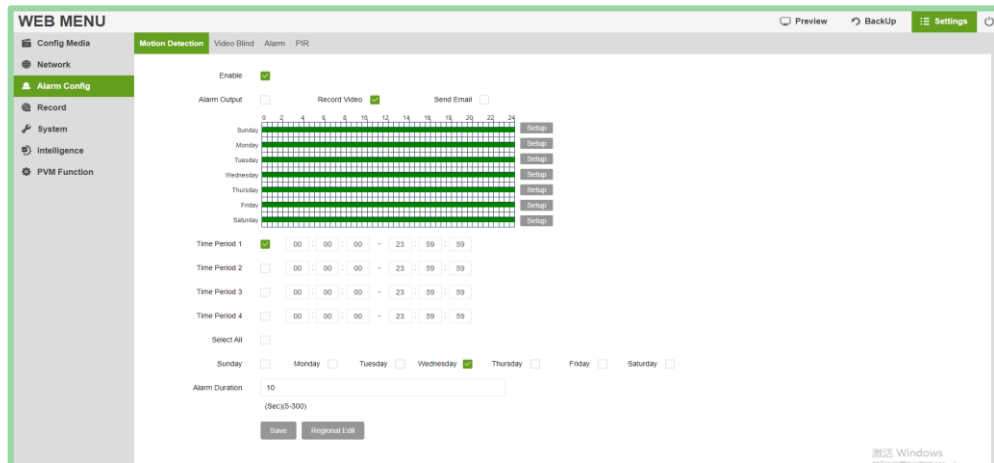 WEB MENU Preview BackUp Settings
Config Media
Network
Alarm Config
Record
System
Intelligence
PVM Function
Motion Detection Video Blind Alarm PIR
Enable
Alarm Output Record Video Send Email
0 2 4 6 8 10 12 14 16 18 20 22 24
Sunday Setup
Monday Setup
Tuesday Setup
Wednesday Setup
Thursday Setup
Friday Setup
Saturday Setup
Time Period 1 00 : 00 : 00 - 23 : 59 : 59
Time Period 2 00 : 00 : 00 - 23 : 59 : 59
Time Period 3 00 : 00 : 00 - 23 : 59 : 59
Time Period 4 00 : 00 : 00 - 23 : 59 : 59
Select All
Sunday Monday Tuesday Wednesday Thursday Friday Saturday
Alarm Duration 10
(Sec)(5-300)
Save Regional Edit
激活 Windows